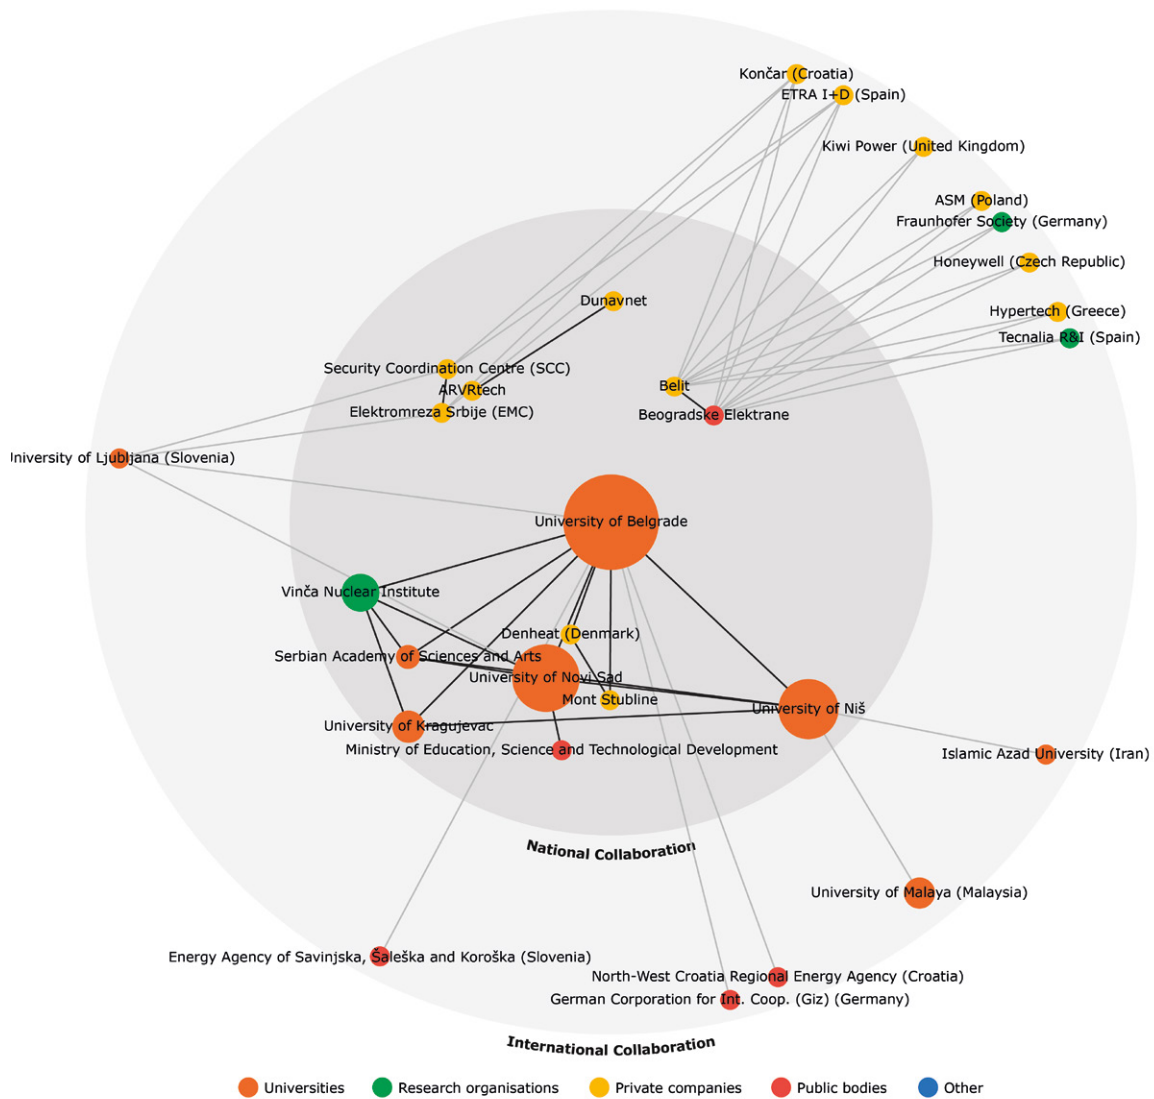 Končar (Croatia)
ETRA I+D (Spain)
Kiwi Power (United Kingdom)
ASM (Poland)
Fraunhofer Society (Germany)
Honeywell (Czech Republic)
Dunavnet
Hypertech (Greece)
Tecnalia R&I (Spain)
Security Coordination Centre (SCC)
ARVRtech
Belit
Elektromreza Srbije (EMC)
Beogradske Elektrane
University of Ljubljana (Slovenia)
University of Belgrade
Vinča Nuclear Institute
Denheat (Denmark)
Serbian Academy of Sciences and Arts
University of Novi Sad
Mont Stubline
University of Niš
University of Kragujevac
Ministry of Education, Science and Technological Development
Islamic Azad University (Iran)
National Collaboration
University of Malaya (Malaysia)
Energy Agency of Savinjska, Šaleška and Koroška (Slovenia)
North-West Croatia Regional Energy Agency (Croatia)
German Corporation for Int. Coop. (Giz) (Germany)
International Collaboration
Universities
Research organisations
Private companies
Public bodies
Other